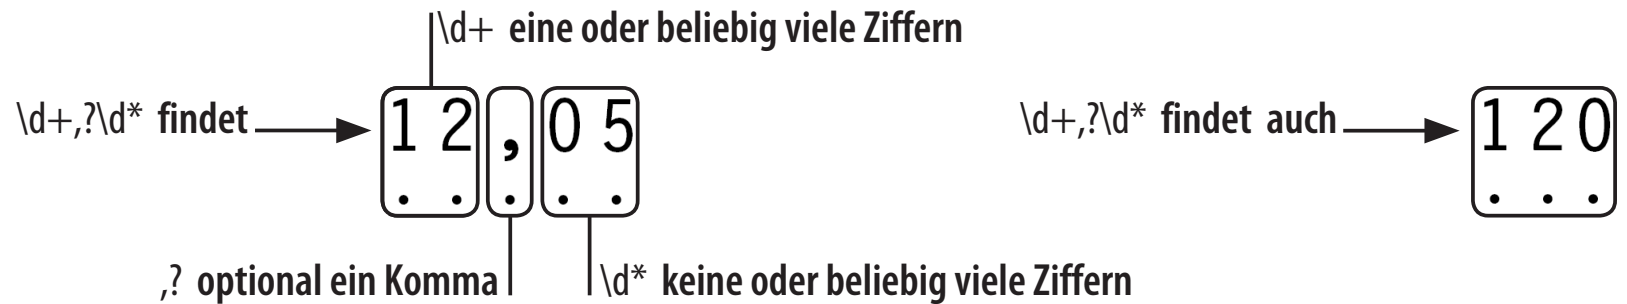 \d+ eine oder beliebig viele Ziffern
\d+,?\d* findet 12,05
,? optional ein Komma
\d* keine oder beliebig viele Ziffern
\d+,?\d* findet auch 120